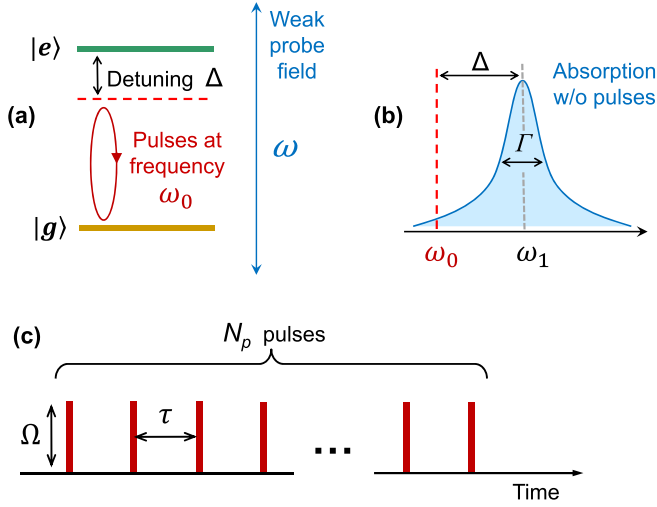 |e⟩
Detuning Δ
(a)
Pulses at
frequency
ω₀
|g⟩
Weak
probe
field
ω
Δ
Absorption
w/o pulses
(b)
Γ
ω₀
ω₁
(c)
Nₚ pulses
Ω
τ
...
Time